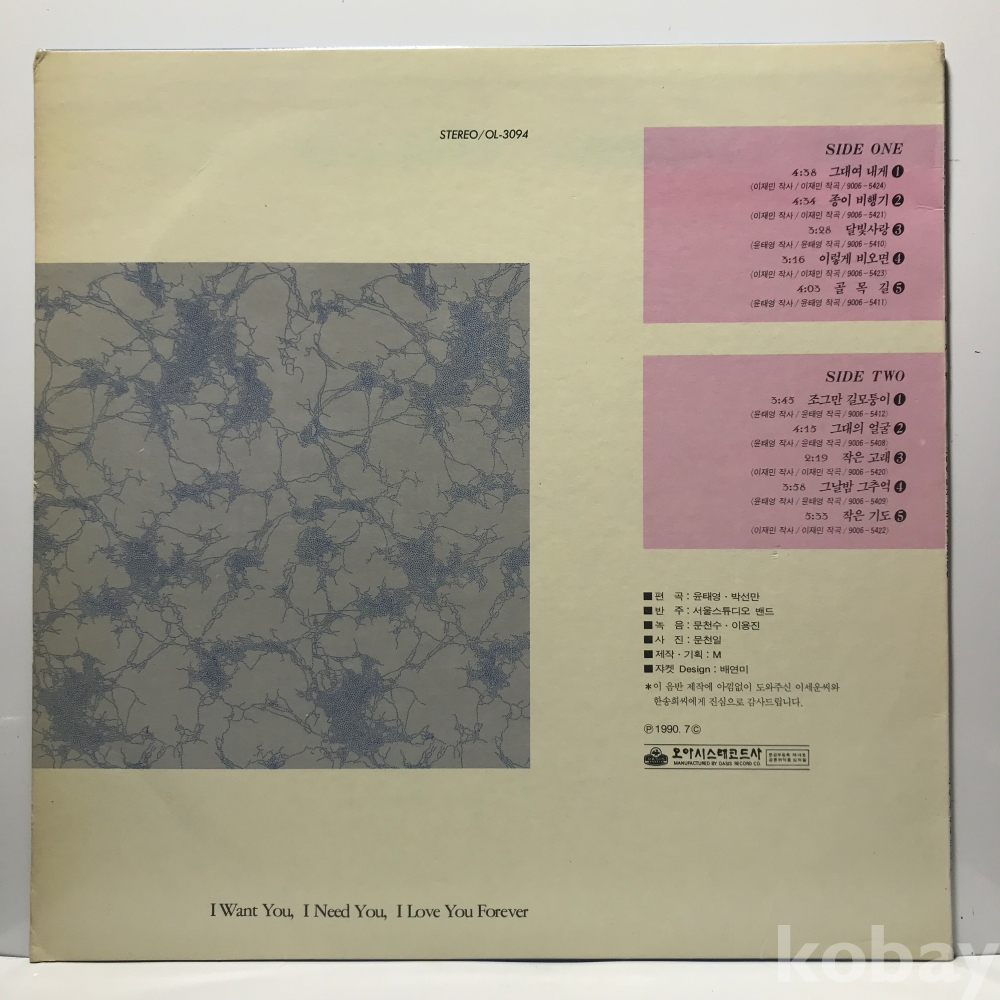 STEREO/OL-3094
SIDE ONE
4:38 그대여 내게 ❶
(이재민 작사/이재민 작곡/9006-5424)
4:34 종이 비행기 ❷
(이재민 작사/이재민 작곡/9006-5421)
3:28 달빛사랑 ❸
(윤태영 작사/윤태영 작곡/9006-5410)
3:16 이렇게 비오면 ❹
(이재민 작사/이재민 작곡/9006-5423)
4:03 골 목 길 ❺
(윤태영 작사/윤태영 작곡/9006-5411)
SIDE TWO
3:45 조그만 길모퉁이 ❶
(윤태영 작사/윤태영 작곡/9006-5412)
4:15 그대의 얼굴 ❷
(윤태영 작사/윤태영 작곡/9006-5408)
2:19 작은 고래 ❸
(이재민 작사/이재민 작곡/9006-5420)
3:58 그날밤 그추억 ❹
(윤태영 작사/윤태영 작곡/9006-5409)
3:33 작은 기도 ❺
(이재민 작사/이재민 작곡/9006-5422)
■편 곡 : 윤태영·박선만
■반 주 : 서울스튜디오 밴드
■녹 음 : 문천수·이용진
■사 진 : 문천일
■제작·기획 : M
■쟈켓 Design : 배연미
*이 음반 제작에 아낌없이 도와주신 이세운씨와
한송희씨에게 진심으로 감사드립니다.
ⓟ1990. 7ⓒ
오아시스레코드사
MANUFACTURED BY OASIS RECORD CO
I Want You, I Need You, I Love You Forever
kobay